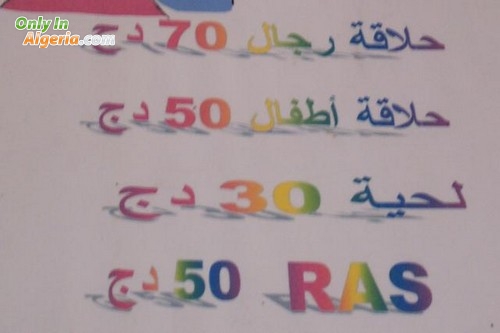 Only In
Algeria.com
حلاقة رجال 70 دج
حلاقة أطفال 50 دج
لحية 30 دج
RAS 50 دج